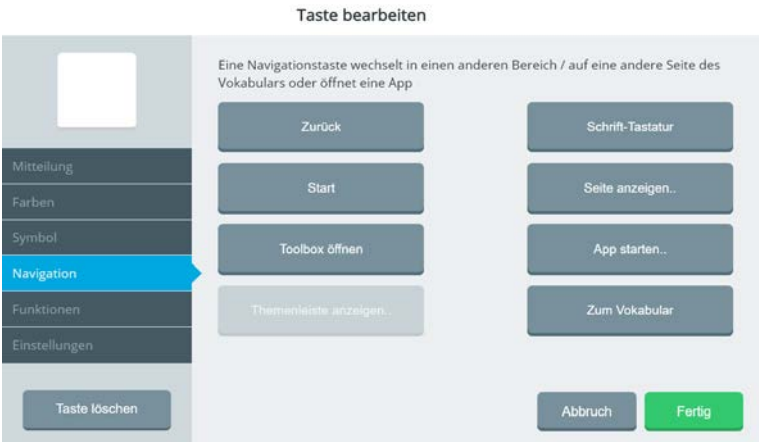 Taste bearbeiten
Eine Navigationstaste wechselt in einen anderen Bereich / auf eine andere Seite des
Vokabulars oder öffnet eine App
Mitteilung
Farben
Symbol
Navigation
Funktionen
Einstellungen
Taste löschen
Zurück
Schrift-Tastatur
Start
Seite anzeigen..
Toolbox öffnen
App starten..
Themenleiste anzeigen..
Zum Vokabular
Abbruch
Fertig